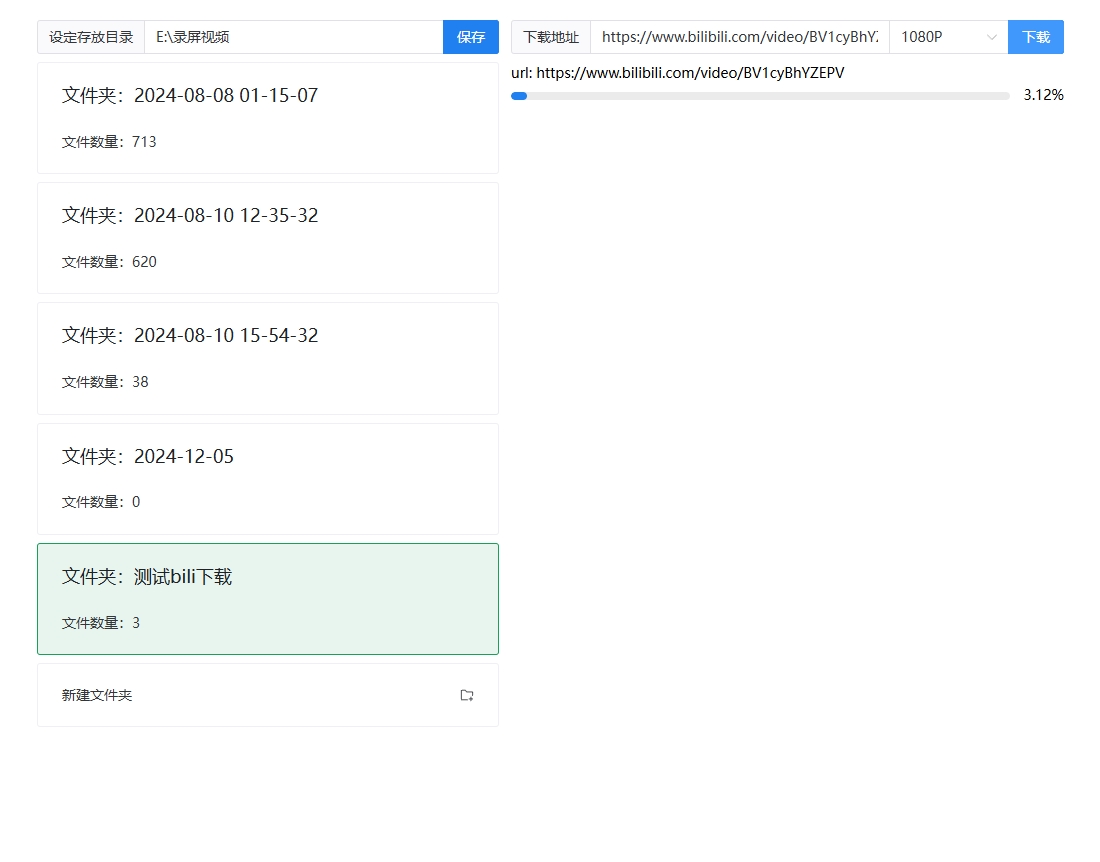 设定存放目录 E:\录屏视频 保存
文件夹：2024-08-08 01-15-07
文件数量：713
文件夹：2024-08-10 12-35-32
文件数量：620
文件夹：2024-08-10 15-54-32
文件数量：38
文件夹：2024-12-05
文件数量：0
文件夹：测试bili下载
文件数量：3
新建文件夹
下载地址 https://www.bilibili.com/video/BV1cyBhYZ 1080P 下载
url: https://www.bilibili.com/video/BV1cyBhYZEPV
3.12%